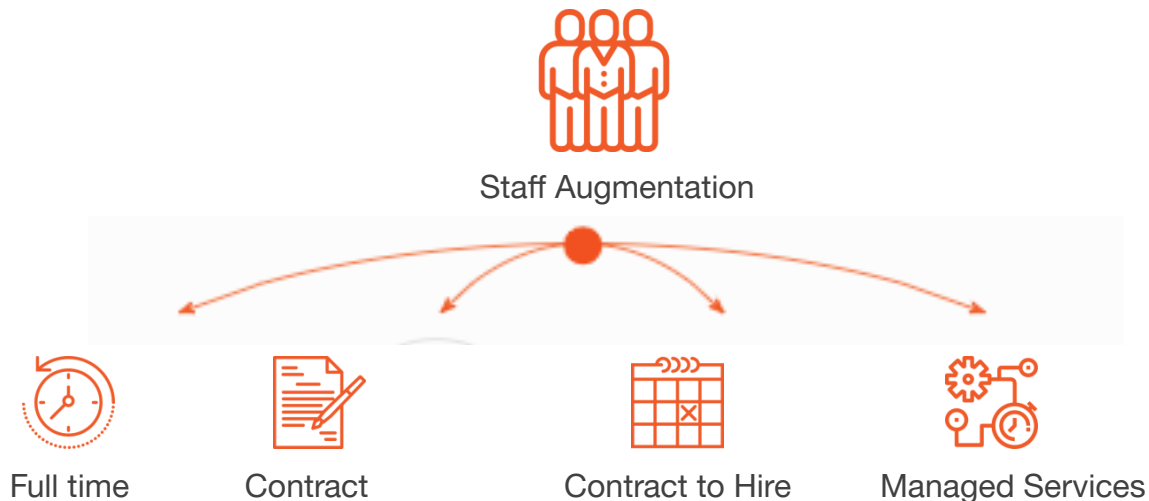 Staff Augmentation
Full time
Contract
Contract to Hire
Managed Services